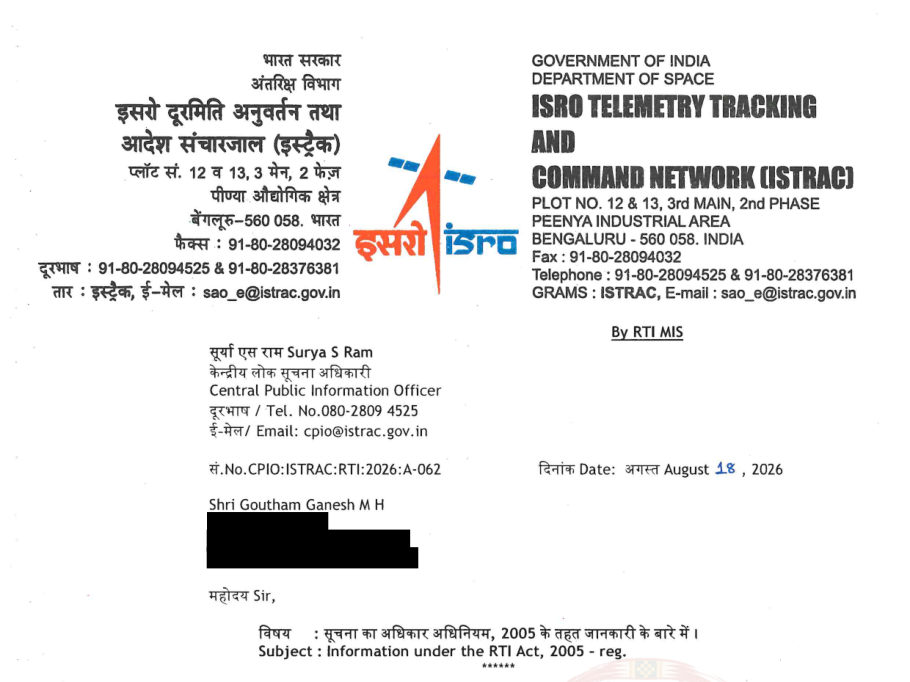 भारत सरकार
अंतरिक्ष विभाग
इसरो दूरमिति अनुवर्तन तथा
आदेश संचारजाल (इस्ट्रैक)
प्लॉट सं. 12 व 13, 3 मेन, 2 फेज़
पीण्या औद्योगिक क्षेत्र
बेंगलूरु–560 058. भारत
फैक्स : 91-80-28094032
दूरभाष : 91-80-28094525 & 91-80-28376381
तार : इस्ट्रैक, ई–मेल : sao_e@istrac.gov.in
इसरो isro
GOVERNMENT OF INDIA
DEPARTMENT OF SPACE
ISRO TELEMETRY TRACKING
AND
COMMAND NETWORK (ISTRAC)
PLOT NO. 12 & 13, 3rd MAIN, 2nd PHASE
PEENYA INDUSTRIAL AREA
BENGALURU - 560 058. INDIA
Fax : 91-80-28094032
Telephone : 91-80-28094525 & 91-80-28376381
GRAMS : ISTRAC, E-mail : sao_e@istrac.gov.in
By RTI MIS
सूर्या एस राम Surya S Ram
केन्द्रीय लोक सूचना अधिकारी
Central Public Information Officer
दूरभाष / Tel. No.080-2809 4525
ई-मेल/ Email: cpio@istrac.gov.in
सं.No.CPIO:ISTRAC:RTI:2026:A-062
दिनांक Date: अगस्त August 18 , 2026
Shri Goutham Ganesh M H
महोदय Sir,
विषय : सूचना का अधिकार अधिनियम, 2005 के तहत जानकारी के बारे में ।
Subject : Information under the RTI Act, 2005 - reg.
******